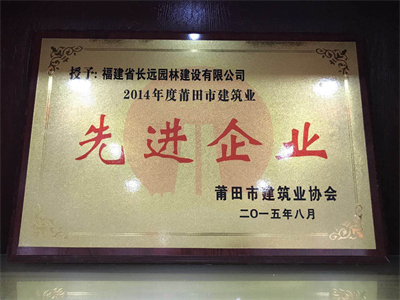 授予:福建省长远园林建设有限公司
2014年度莆田市建筑业
先进企业
莆田市建筑业协会
二〇一五年八月